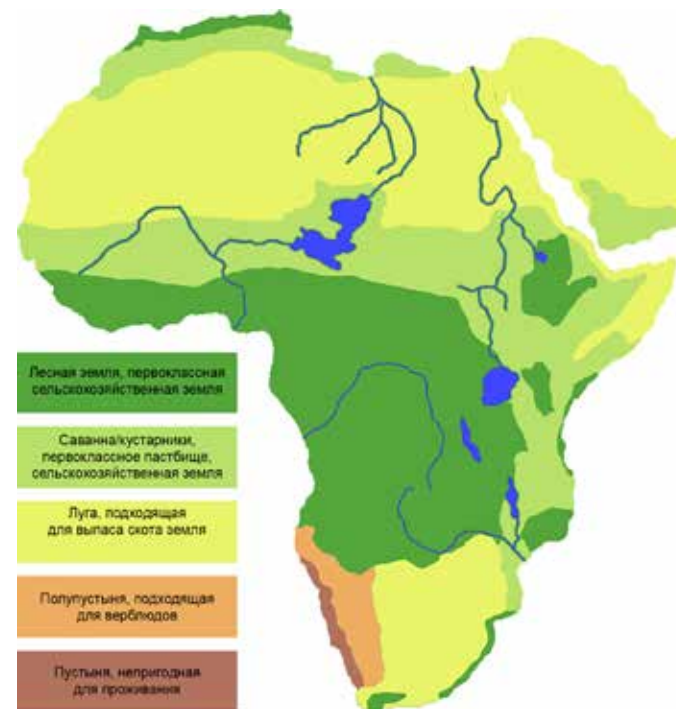 Лесная земля, первоклассная
сельскохозяйственная земля
Саванна/кустарники,
первоклассное пастбище,
сельскохозяйственная земля
Луга, подходящая
для выпаса скота земля
Полупустыня, подходящая
для верблюдов
Пустыня, непригодная
для проживания